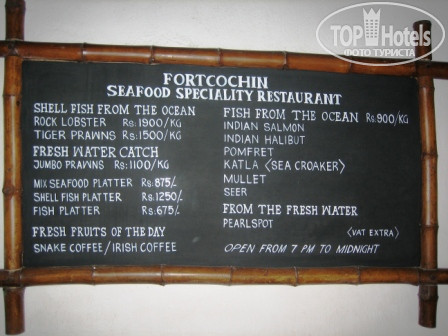 TOP Hotels
ФОТО ТУРИСТА
FORTCOCHIN
SEAFOOD SPECIALITY RESTAURANT
SHELL FISH FROM THE OCEAN
ROCK LOBSTER RS:1900/KG
TIGER PRAWNS RS:1500/KG
FRESH WATER CATCH
JUMBO PRAWNS RS:1100/KG
MIX SEAFOOD PLATTER RS:875/-
SHELL FISH PLATTER RS:1250/-
FISH PLATTER RS:675/-
FRESH FRUITS OF THE DAY
SNAKE COFFEE/IRISH COFFEE
FISH FROM THE OCEAN RS:900/KG
INDIAN SALMON
INDIAN HALIBUT
POMFRET
KATLA <SEA CROAKER>
MULLET
SEER
FROM THE FRESH WATER
PEARLSPOT
<VAT EXTRA>
OPEN FROM 7 PM TO MIDNIGHT